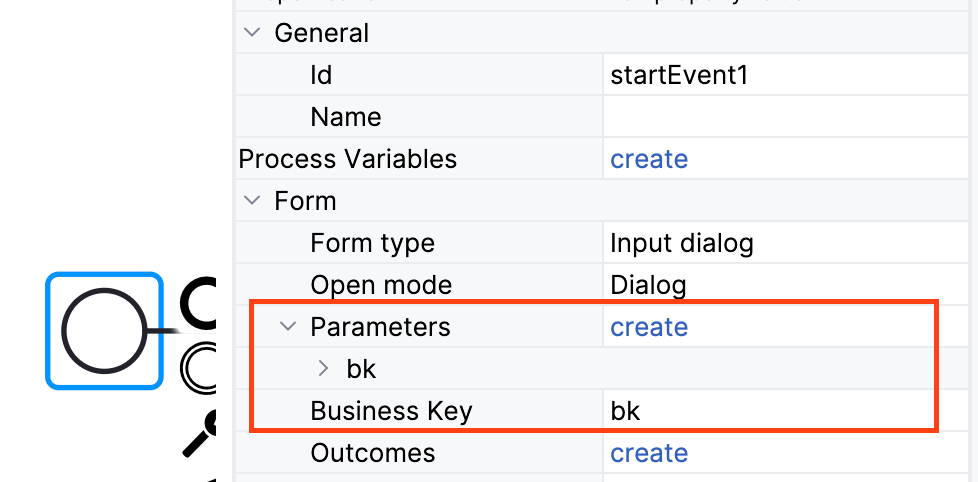 General
Id startEvent1
Name
Process Variables create
Form
Form type Input dialog
Open mode Dialog
Parameters create
bk
Business Key bk
Outcomes create